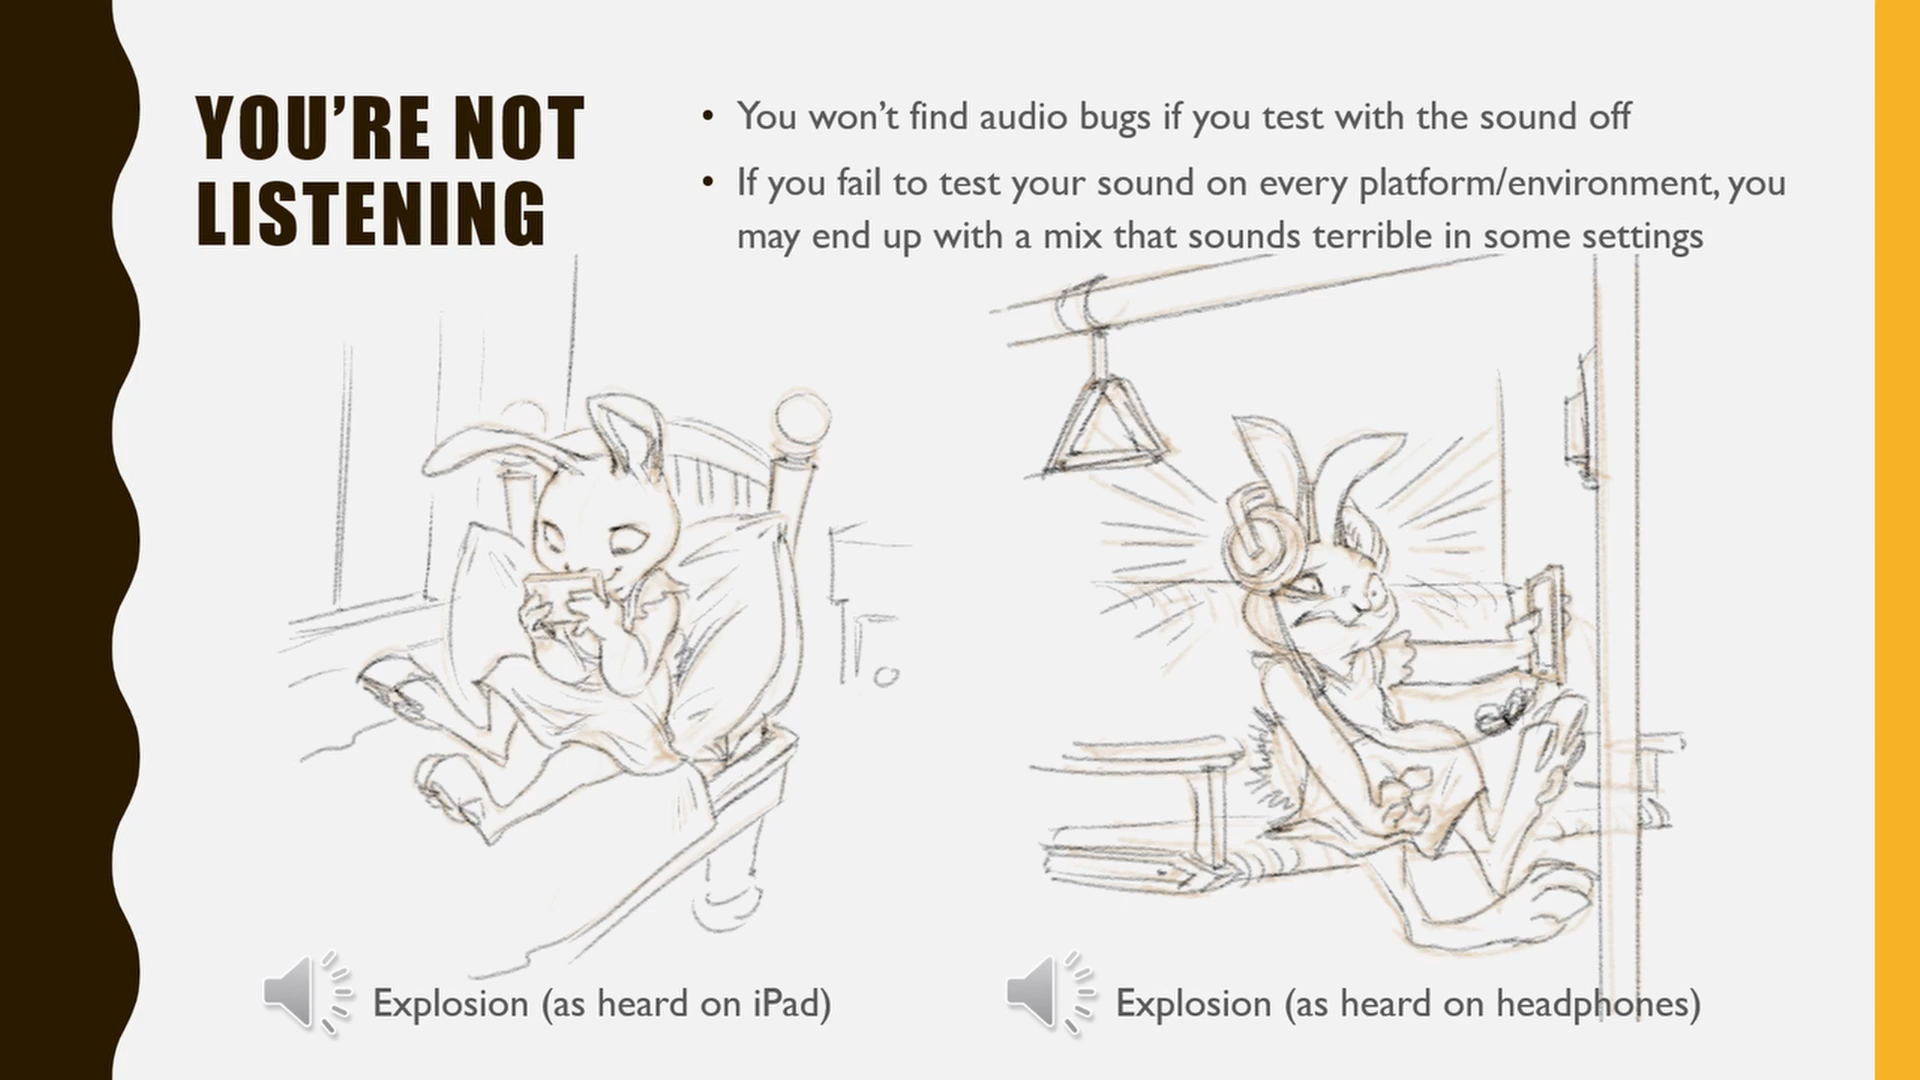 YOU'RE NOT
LISTENING
• You won't find audio bugs if you test with the sound off
• If you fail to test your sound on every platform/environment, you
may end up with a mix that sounds terrible in some settings
Explosion (as heard on iPad)
Explosion (as heard on headphones)